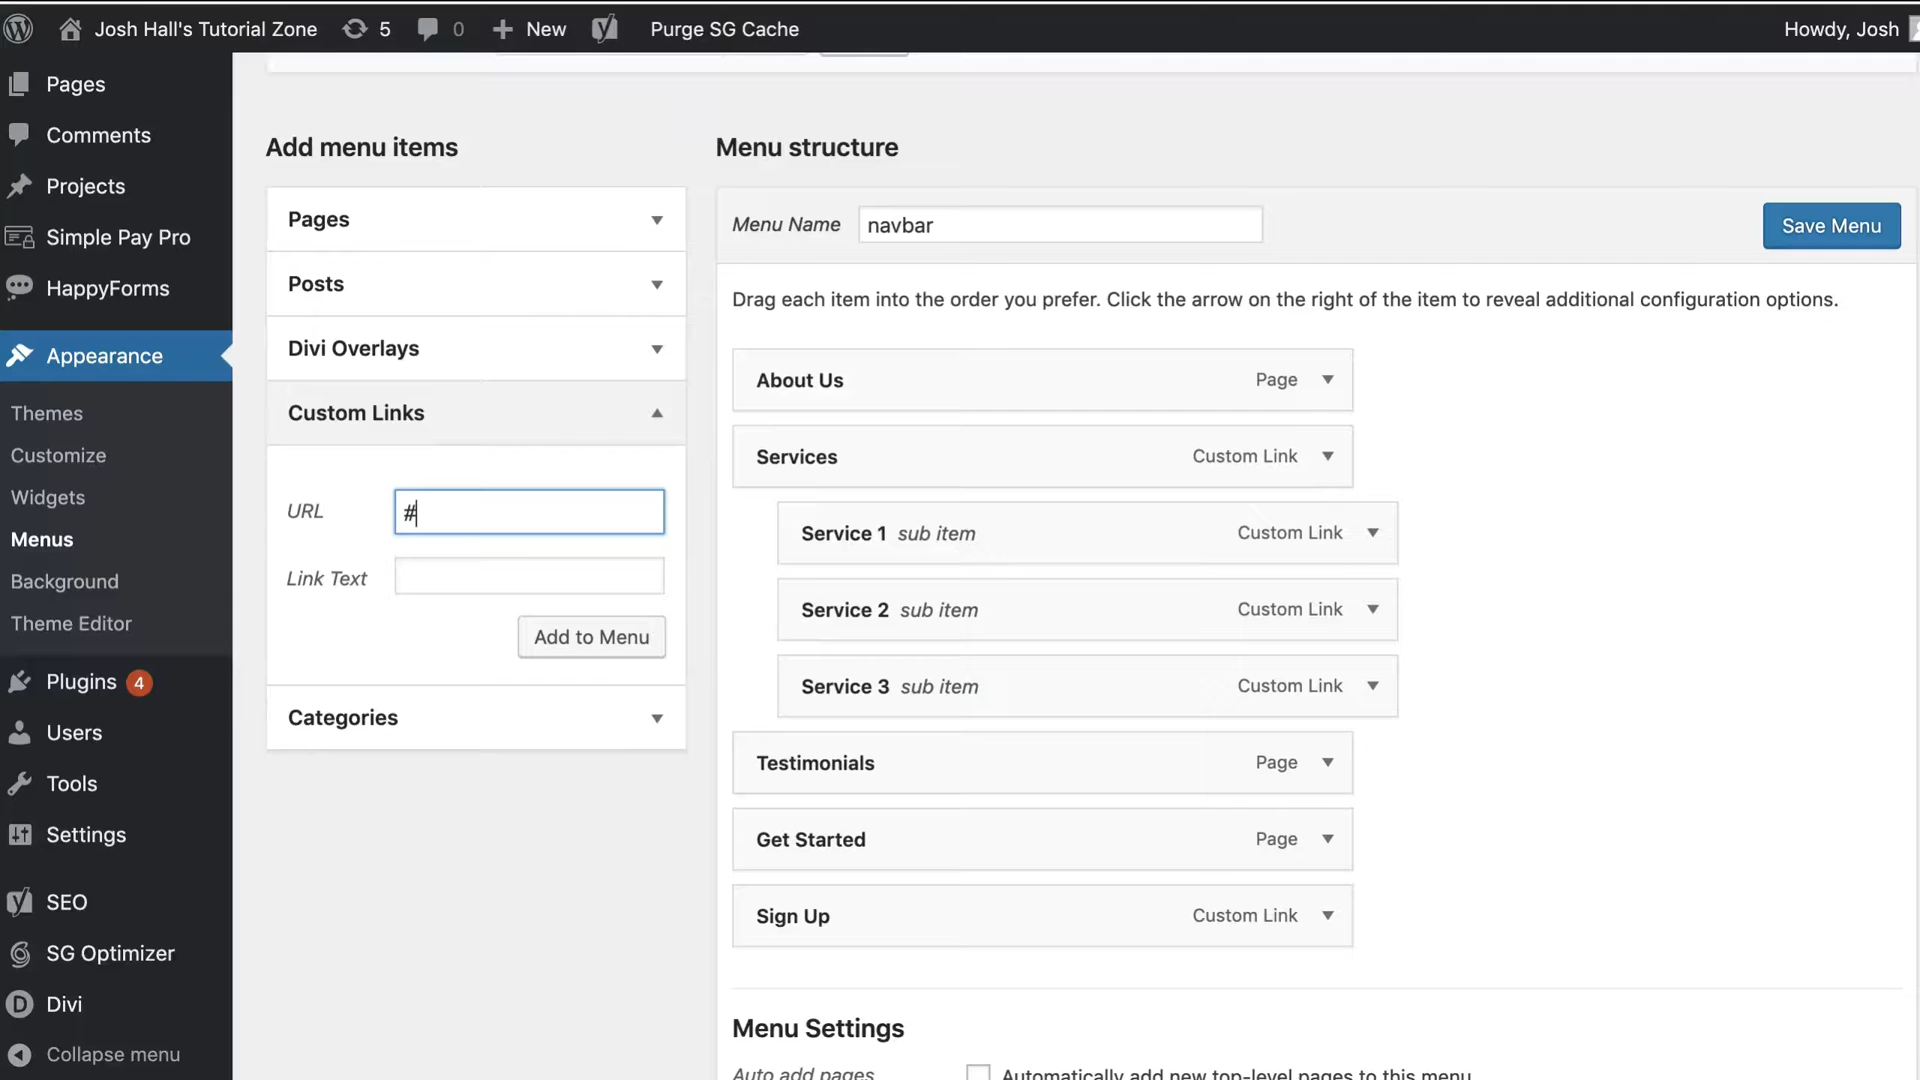 Josh Hall's Tutorial Zone 5 0 New Purge SG Cache Howdy, Josh
Pages
Comments
Projects
Simple Pay Pro
HappyForms
Appearance
Themes
Customize
Widgets
Menus
Background
Theme Editor
Plugins 4
Users
Tools
Settings
SEO
SG Optimizer
Divi
Collapse menu
Add menu items
Pages
Posts
Divi Overlays
Custom Links
URL #
Link Text
Add to Menu
Categories
Menu structure
Menu Name navbar Save Menu
Drag each item into the order you prefer. Click the arrow on the right of the item to reveal additional configuration options.
About Us Page
Services Custom Link
Service 1 sub item Custom Link
Service 2 sub item Custom Link
Service 3 sub item Custom Link
Testimonials Page
Get Started Page
Sign Up Custom Link
Menu Settings
Auto add pages Automatically add new top-level pages to this menu